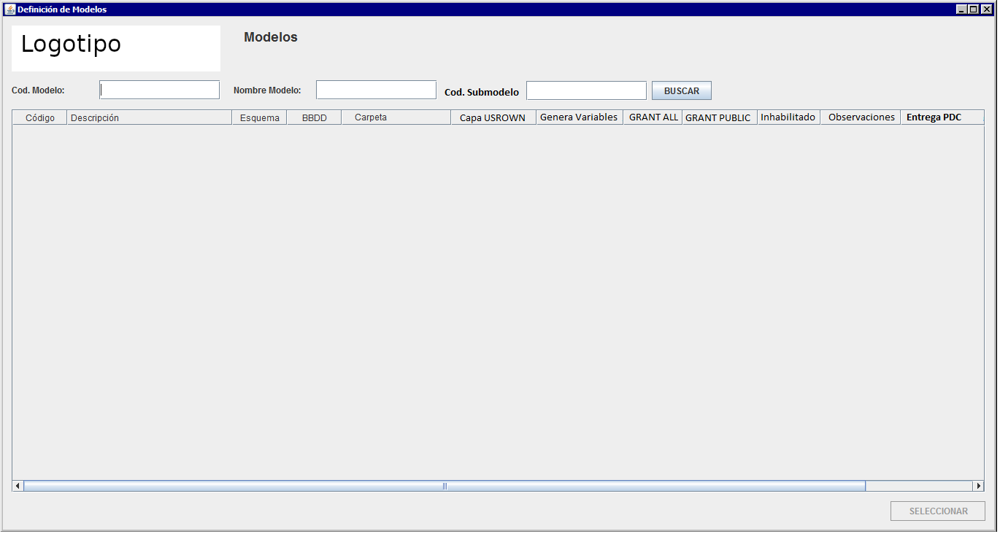 Definición de Modelos
Logotipo
Modelos
Cod. Modelo: Nombre Modelo: Cod. Submodelo BUSCAR
Código Descripción Esquema BBDD Carpeta Capa USROWN Genera Variables GRANT ALL GRANT PUBLIC Inhabilitado Observaciones Entrega PDC
SELECCIONAR